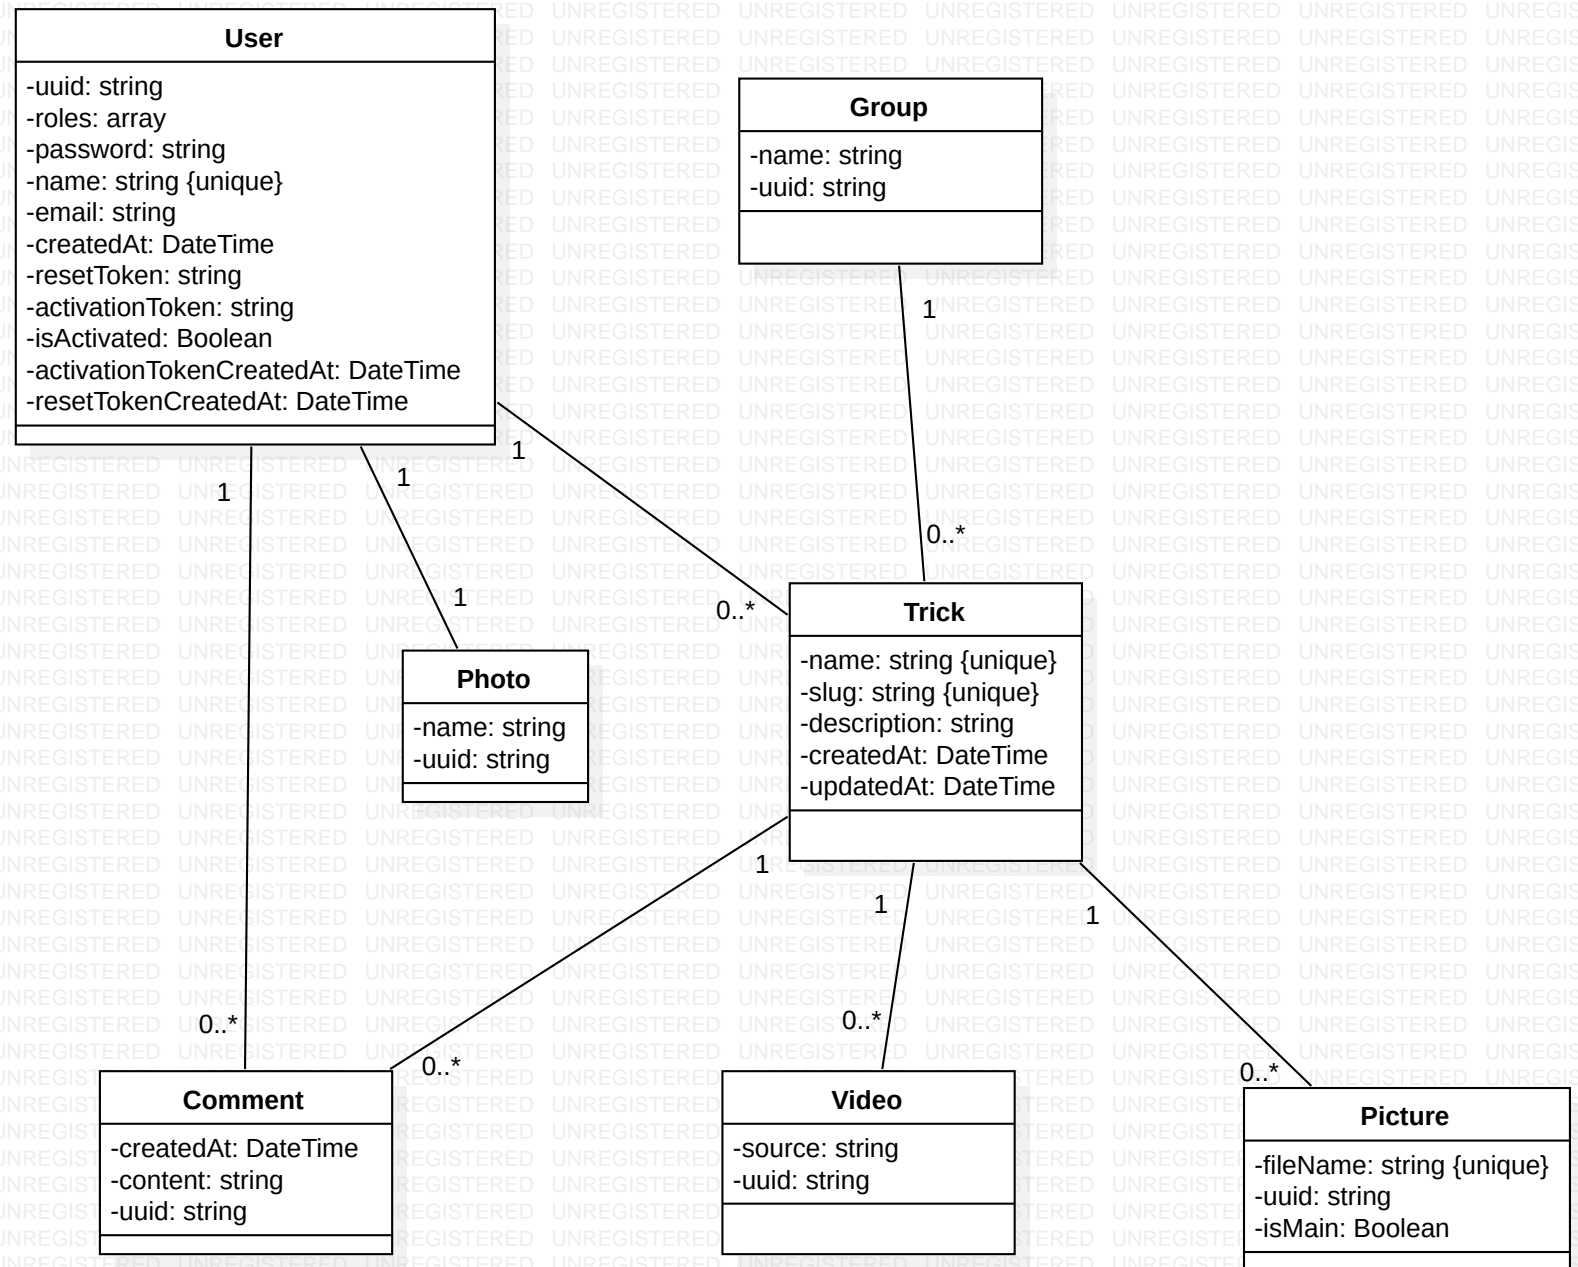 User
-uuid: string
-roles: array
-password: string
-name: string {unique}
-email: string
-createdAt: DateTime
-resetToken: string
-activationToken: string
-isActivated: Boolean
-activationTokenCreatedAt: DateTime
-resetTokenCreatedAt: DateTime
Group
-name: string
-uuid: string
1
1
1
1
0..*
1
0..*
Trick
-name: string {unique}
-slug: string {unique}
-description: string
-createdAt: DateTime
-updatedAt: DateTime
Photo
-name: string
-uuid: string
1
1
1
0..*
0..*
0..*
0..*
Comment
-createdAt: DateTime
-content: string
-uuid: string
Video
-source: string
-uuid: string
Picture
-fileName: string {unique}
-uuid: string
-isMain: Boolean
UNREGISTERED